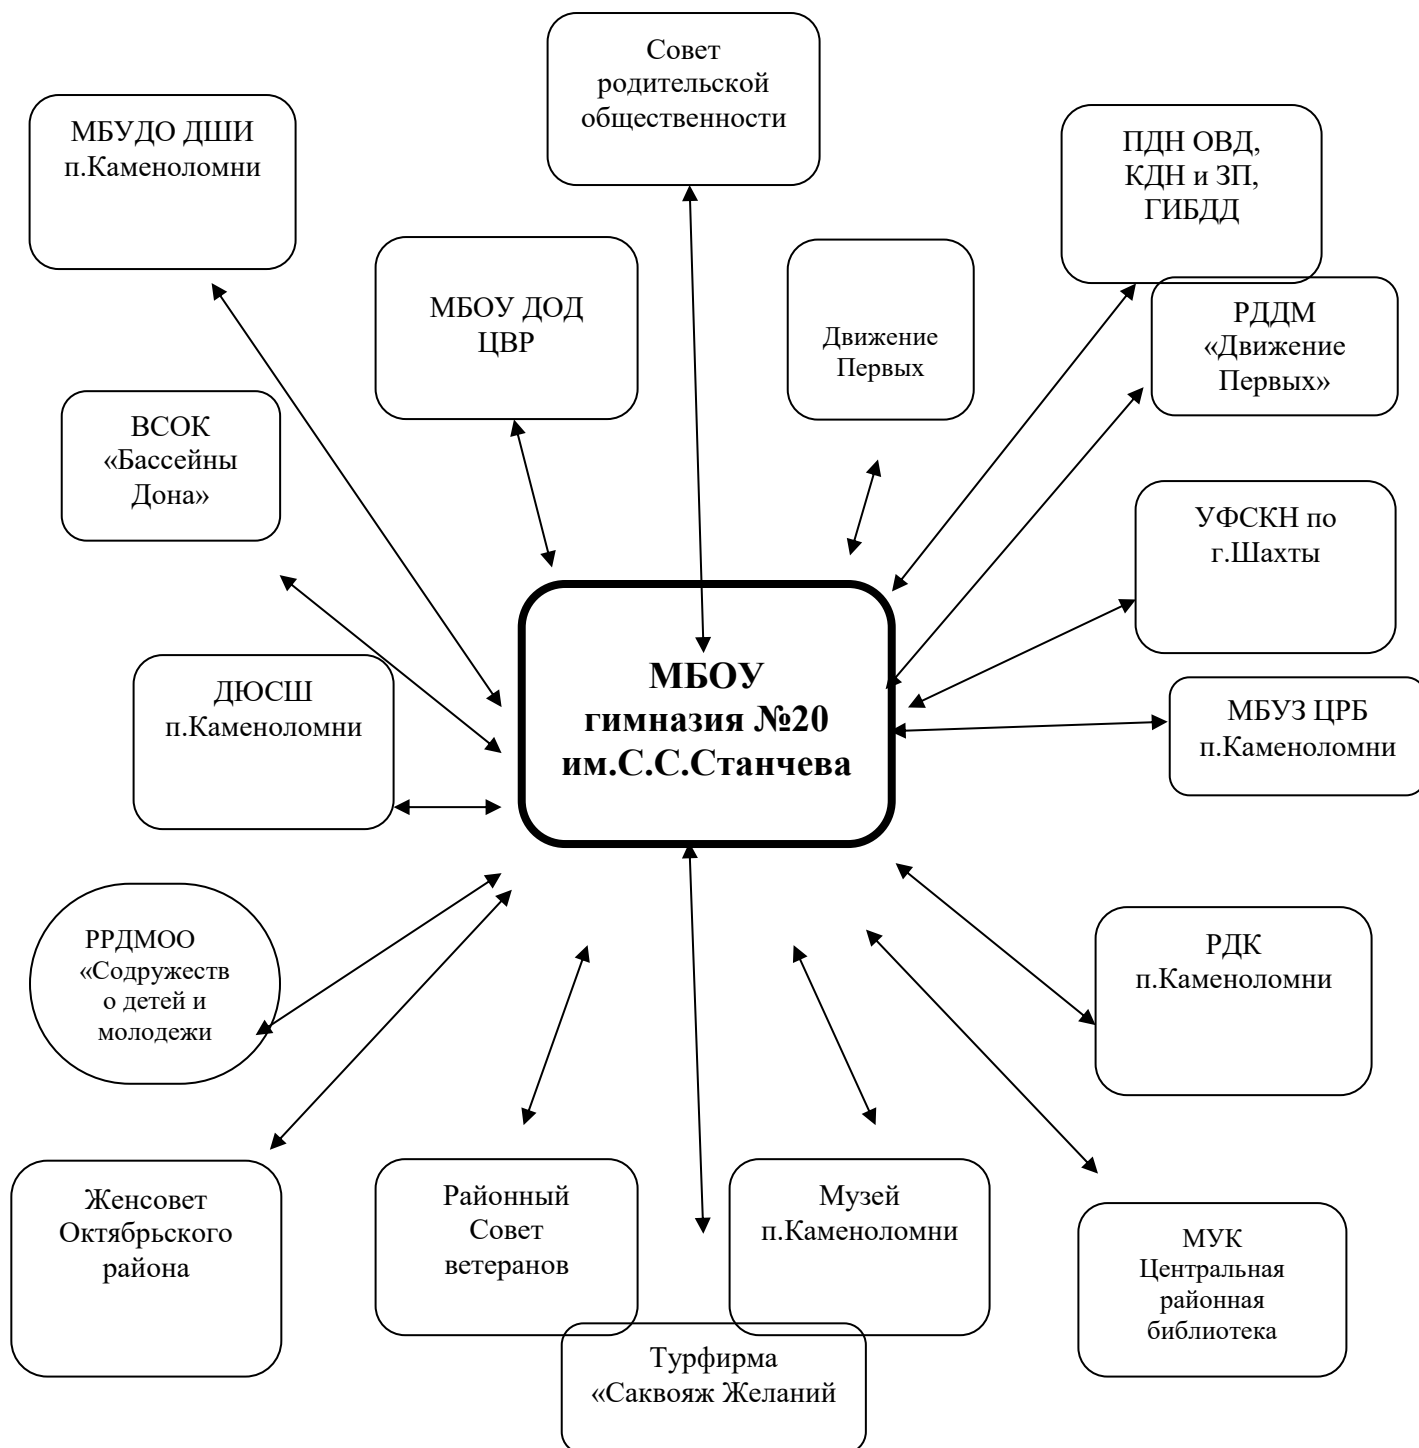 Совет
родительской
общественности
МБУДО ДШИ
п.Каменоломни
ПДН ОВД,
КДН и ЗП,
ГИБДД
МБОУ ДОД
ЦВР
Движение
Первых
РДДМ
«Движение
Первых»
ВСОК
«Бассейны
Дона»
УФСКН по
г.Шахты
ДЮСШ
п.Каменоломни
МБОУ
гимназия №20
им.С.С.Станчева
МБУЗ ЦРБ
п.Каменоломни
РРДМОО
«Содружеств
о детей и
молодежи
РДК
п.Каменоломни
Женсовет
Октябрьского
района
Районный
Совет
ветеранов
Музей
п.Каменоломни
МУК
Центральная
районная
библиотека
Турфирма
«Саквояж Желаний